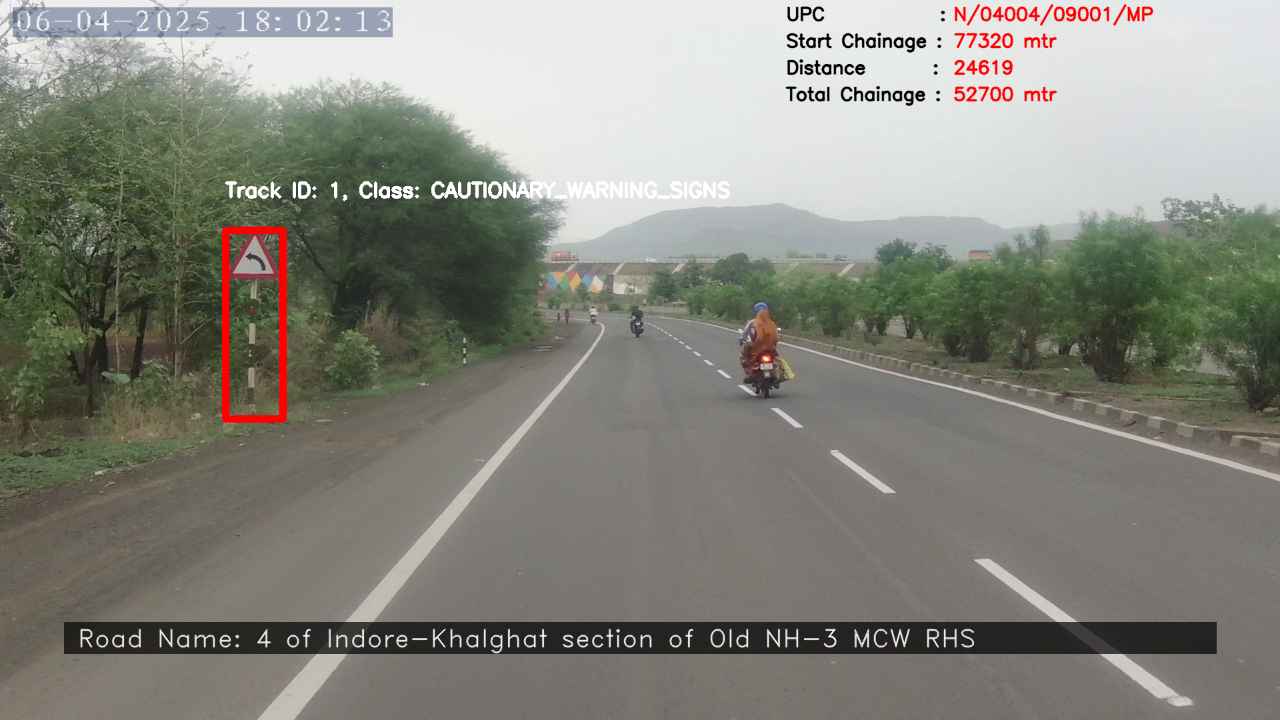 06-04-2025 18:02:13
UPC : N/04004/09001/MP
Start Chainage : 77320 mtr
Distance : 24619
Total Chainage : 52700 mtr
Track ID: 1, Class: CAUTIONARY_WARNING_SIGNS
Road Name: 4 of Indore-Khalghat section of Old NH-3 MCW RHS